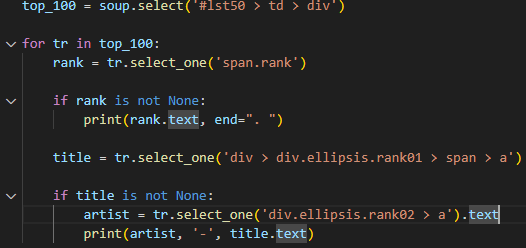 top_100 = soup.select('#lst50 > td > div')
for tr in top_100:
rank = tr.select_one('span.rank')
if rank is not None:
print(rank.text, end=". ")
title = tr.select_one('div > div.ellipsis.rank01 > span > a')
if title is not None:
artist = tr.select_one('div.ellipsis.rank02 > a').text
print(artist, '-', title.text)